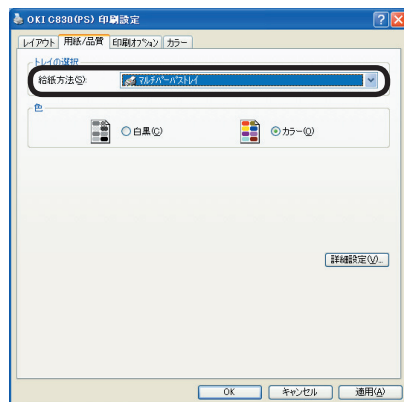 OKI C830(PS) 印刷設定
レイアウト 用紙/品質 印刷オプション カラー
トレイの選択
給紙方法(S): マルチパーパストレイ
色
白黒(C) カラー(O)
詳細設定(V)...
OK キャンセル 適用(A)